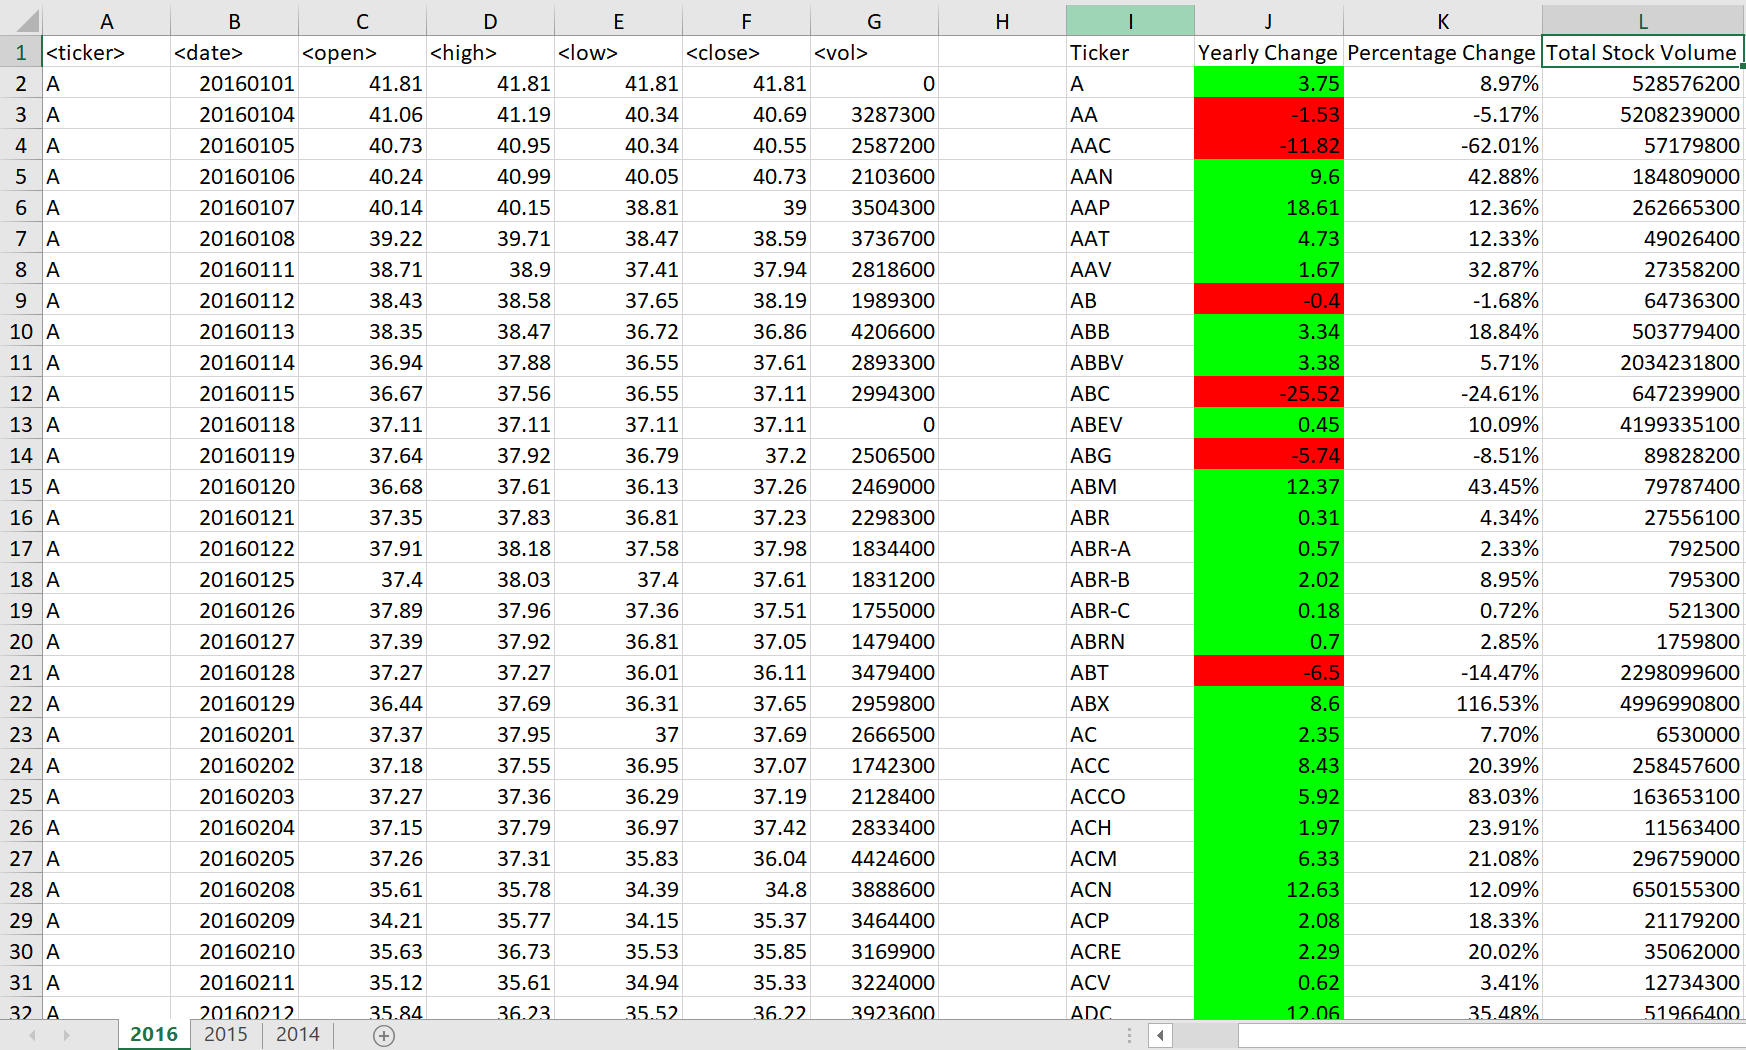 A B C D E F G H I J K L
1 <ticker> <date> <open> <high> <low> <close> <vol> Ticker Yearly Change Percentage Change Total Stock Volume
2 A 20160101 41.81 41.81 41.81 41.81 0 A 3.75 8.97% 528576200
3 A 20160104 41.06 41.19 40.34 40.69 3287300 AA -1.53 -5.17% 5208239000
4 A 20160105 40.73 40.95 40.34 40.55 2587200 AAC -11.82 -62.01% 57179800
5 A 20160106 40.24 40.99 40.05 40.73 2103600 AAN 9.6 42.88% 184809000
6 A 20160107 40.14 40.15 38.81 39 3504300 AAP 18.61 12.36% 262665300
7 A 20160108 39.22 39.71 38.47 38.59 3736700 AAT 4.73 12.33% 49026400
8 A 20160111 38.71 38.9 37.41 37.94 2818600 AAV 1.67 32.87% 27358200
9 A 20160112 38.43 38.58 37.65 38.19 1989300 AB -0.4 -1.68% 64736300
10 A 20160113 38.35 38.47 36.72 36.86 4206600 ABB 3.34 18.84% 503779400
11 A 20160114 36.94 37.88 36.55 37.61 2893300 ABBV 3.38 5.71% 2034231800
12 A 20160115 36.67 37.56 36.55 37.11 2994300 ABC -25.52 -24.61% 647239900
13 A 20160118 37.11 37.11 37.11 37.11 0 ABEV 0.45 10.09% 4199335100
14 A 20160119 37.64 37.92 36.79 37.2 2506500 ABG -5.74 -8.51% 89828200
15 A 20160120 36.68 37.61 36.13 37.26 2469000 ABM 12.37 43.45% 79787400
16 A 20160121 37.35 37.83 36.81 37.23 2298300 ABR 0.31 4.34% 27556100
17 A 20160122 37.91 38.18 37.58 37.98 1834400 ABR-A 0.57 2.33% 792500
18 A 20160125 37.4 38.03 37.4 37.61 1831200 ABR-B 2.02 8.95% 795300
19 A 20160126 37.89 37.96 37.36 37.51 1755000 ABR-C 0.18 0.72% 521300
20 A 20160127 37.39 37.92 36.81 37.05 1479400 ABRN 0.7 2.85% 1759800
21 A 20160128 37.27 37.27 36.01 36.11 3479400 ABT -6.5 -14.47% 2298099600
22 A 20160129 36.44 37.69 36.31 37.65 2959800 ABX 8.6 116.53% 4996990800
23 A 20160201 37.37 37.95 37 37.69 2666500 AC 2.35 7.70% 6530000
24 A 20160202 37.18 37.55 36.95 37.07 1742300 ACC 8.43 20.39% 258457600
25 A 20160203 37.27 37.36 36.29 37.19 2128400 ACCO 5.92 83.03% 163653100
26 A 20160204 37.15 37.79 36.97 37.42 2833400 ACH 1.97 23.91% 11563400
27 A 20160205 37.26 37.31 35.83 36.04 4424600 ACM 6.33 21.08% 296759000
28 A 20160208 35.61 35.78 34.39 34.8 3888600 ACN 12.63 12.09% 650155300
29 A 20160209 34.21 35.77 34.15 35.37 3464400 ACP 2.08 18.33% 21179200
30 A 20160210 35.63 36.73 35.53 35.85 3169900 ACRE 2.29 20.02% 35062000
31 A 20160211 35.12 35.61 34.94 35.33 3224000 ACV 0.62 3.41% 12734300
32 A 20160212 35.84 36.23 35.52 36.22 3923600 ADC 12.06 35.48% 51966400
2016 2015 2014